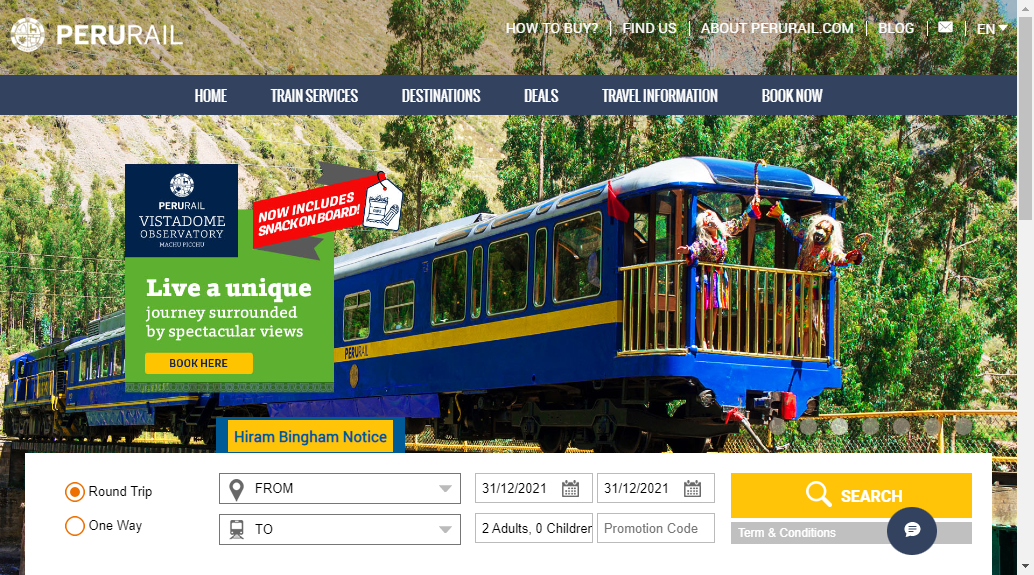 PERURAIL
HOW TO BUY?
FIND US
ABOUT PERURAIL.COM
BLOG
EN
HOME
TRAIN SERVICES
DESTINATIONS
DEALS
TRAVEL INFORMATION
BOOK NOW
PERURAIL
VISTADOME
OBSERVATORY
MACHU PICCHU
NOW INCLUDES
SNACK ON BOARD!
Live a unique
journey surrounded
by spectacular views
BOOK HERE
PERURAIL
Hiram Bingham Notice
Round Trip
One Way
FROM
TO
31/12/2021
31/12/2021
2 Adults, 0 Childrer
Promotion Code
SEARCH
Term & Conditions